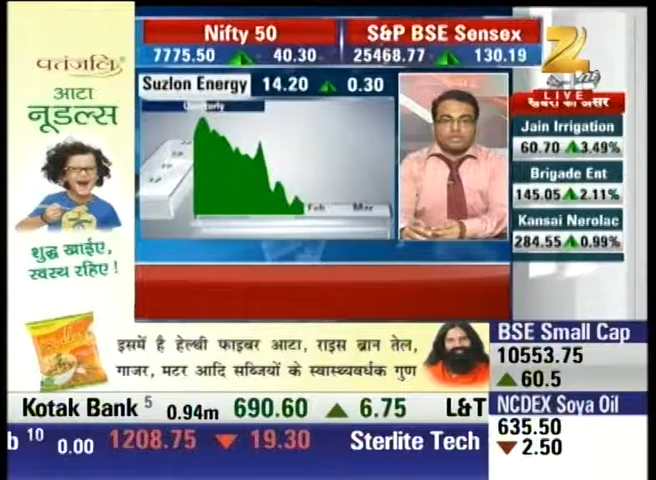 पतंजलि®
आटा
नूडल्स
शुद्ध खाईए,
स्वस्थ रहिए!
Nifty 50
7775.50 40.30
S&P BSE Sensex
25468.77 130.19
LIVE
Suzlon Energy 14.20 0.30
Quarterly
Feb Mar
खबरों का असर
Jain Irrigation
60.70 3.49%
Brigade Ent
145.05 2.11%
Kansai Nerolac
284.55 0.99%
इसमें है हेल्थी फाइबर आटा, राइस ब्रान तेल,
गाजर, मटर आदि सब्जियों के स्वास्थ्यवर्धक गुण
BSE Small Cap
10553.75
60.5
Kotak Bank 5 0.94m 690.60 6.75 L&T
NCDEX Soya Oil
635.50
2.50
b 10 0.00 1208.75 19.30 Sterlite Tech